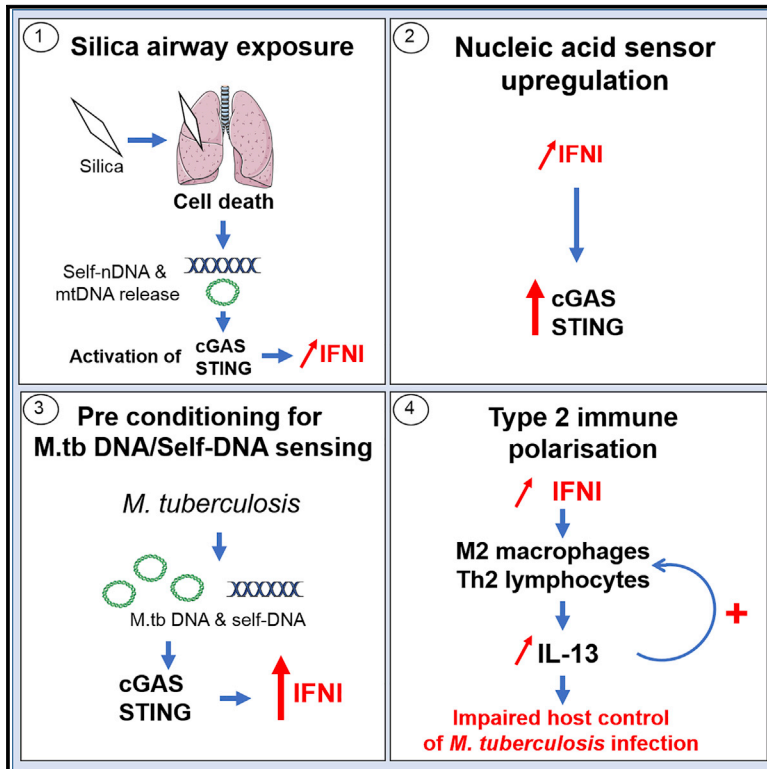 1
Silica airway exposure
Silica
Cell death
Self-nDNA &
mtDNA release
Activation of
cGAS
STING
IFNI
2
Nucleic acid sensor
upregulation
IFNI
cGAS
STING
3
Pre conditioning for
M.tb DNA/Self-DNA sensing
M. tuberculosis
M.tb DNA & self-DNA
cGAS
STING
IFNI
4
Type 2 immune
polarisation
IFNI
M2 macrophages
Th2 lymphocytes
+
IL-13
Impaired host control
of M. tuberculosis infection